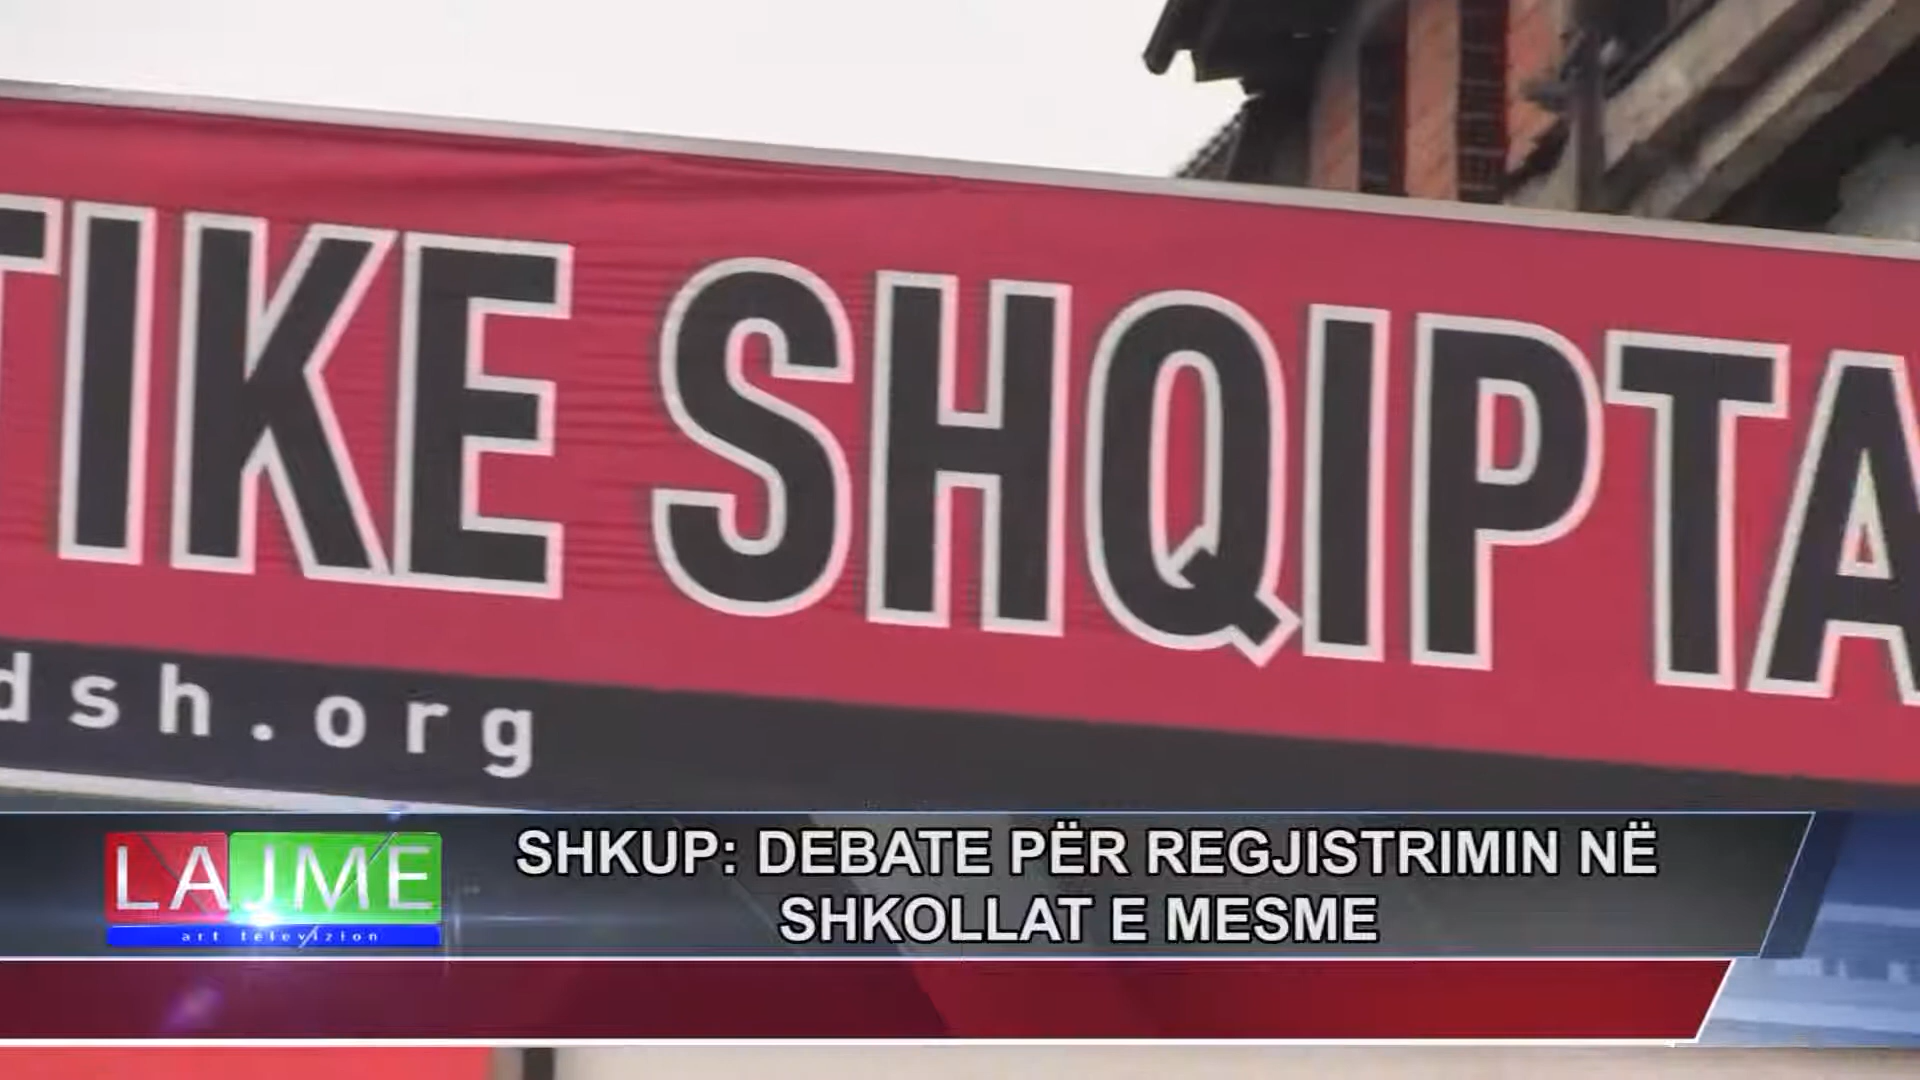 TIKE SHQIPTA
dsh.org
LAJME
art televizion
SHKUP: DEBATE PËR REGJISTRIMIN NË
SHKOLLAT E MESME